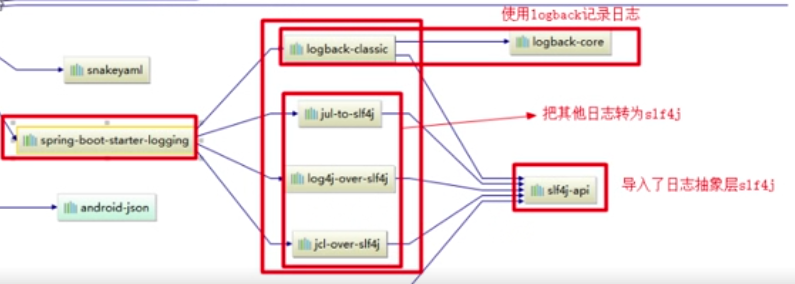 使用logback记录日志
logback-classic
logback-core
snakeyaml
jul-to-slf4j
把其他日志转为slf4j
spring-boot-starter-logging
log4j-over-slf4j
slf4j-api
导入了日志抽象层slf4j
android-json
jcl-over-slf4j